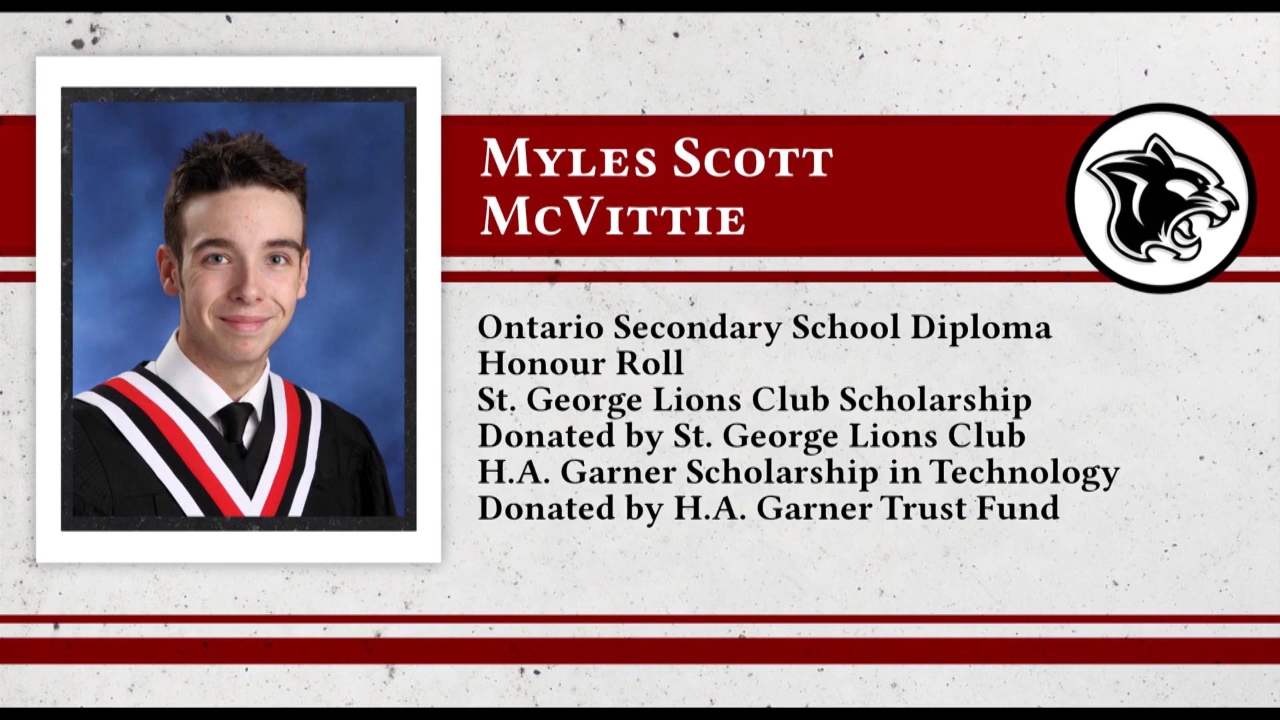 Myles Scott
McVittie
Ontario Secondary School Diploma
Honour Roll
St. George Lions Club Scholarship
Donated by St. George Lions Club
H.A. Garner Scholarship in Technology
Donated by H.A. Garner Trust Fund